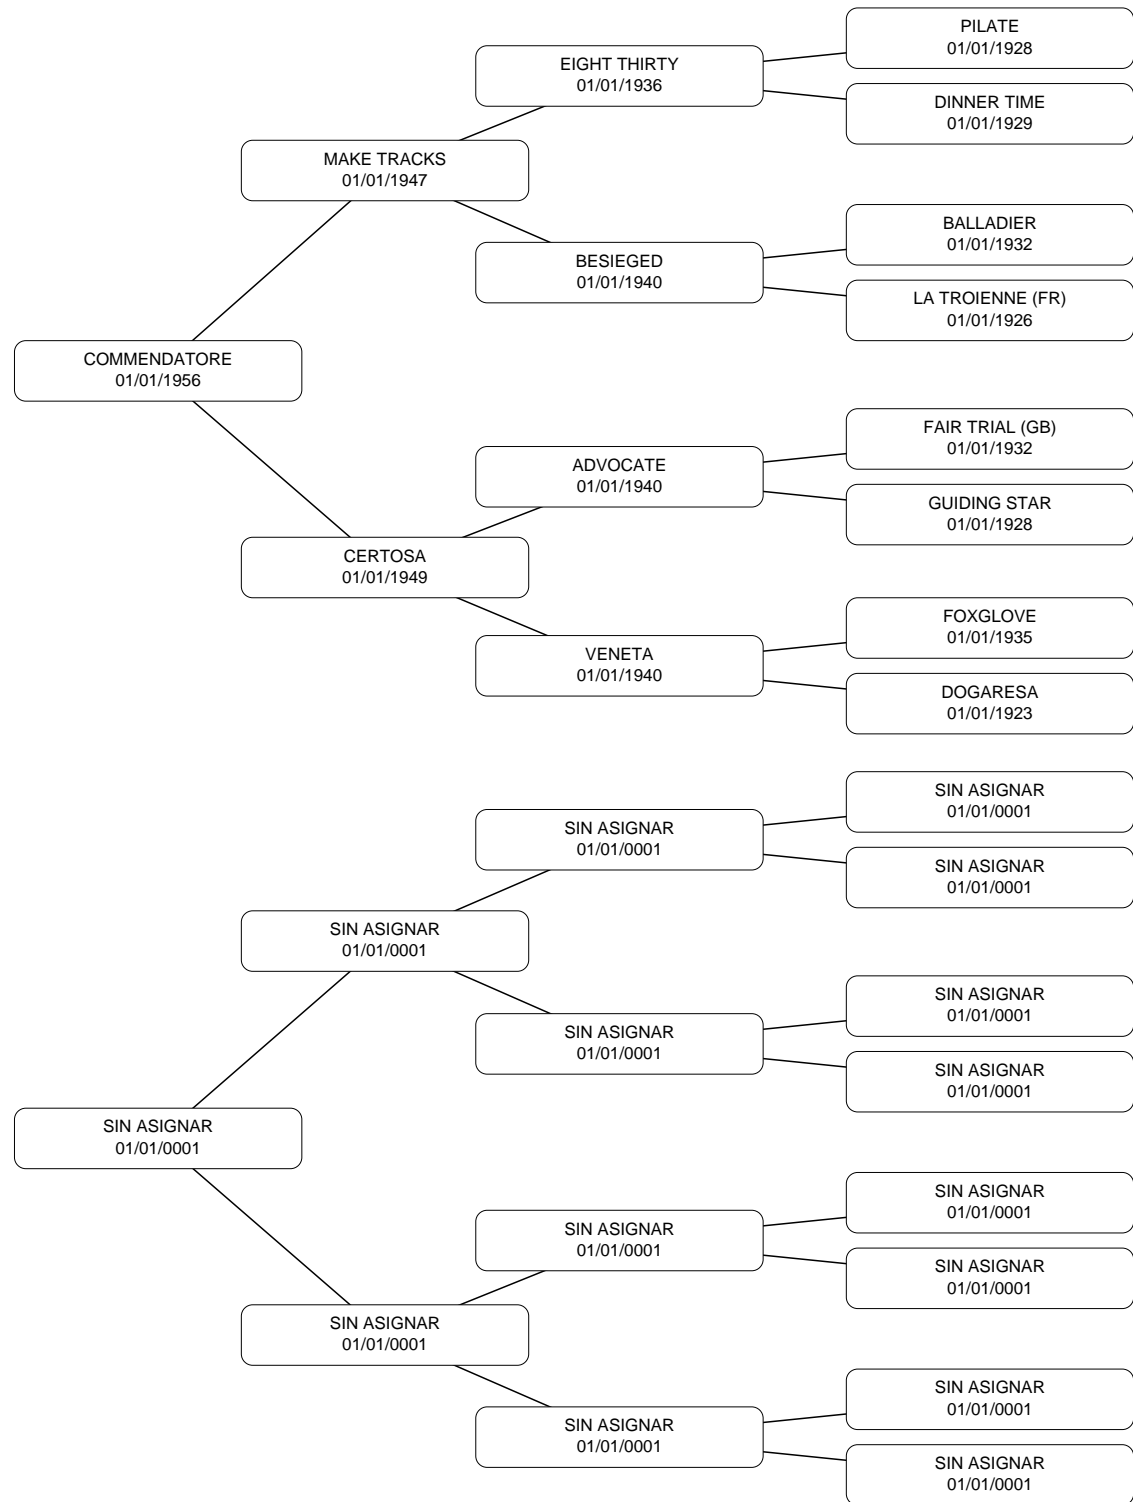 PILATE
01/01/1928
EIGHT THIRTY
01/01/1936
DINNER TIME
01/01/1929
MAKE TRACKS
01/01/1947
BALLADIER
01/01/1932
BESIEGED
01/01/1940
LA TROIENNE (FR)
01/01/1926
COMMENDATORE
01/01/1956
FAIR TRIAL (GB)
01/01/1932
ADVOCATE
01/01/1940
GUIDING STAR
01/01/1928
CERTOSA
01/01/1949
FOXGLOVE
01/01/1935
VENETA
01/01/1940
DOGARESA
01/01/1923
SIN ASIGNAR
01/01/0001
SIN ASIGNAR
01/01/0001
SIN ASIGNAR
01/01/0001
SIN ASIGNAR
01/01/0001
SIN ASIGNAR
01/01/0001
SIN ASIGNAR
01/01/0001
SIN ASIGNAR
01/01/0001
SIN ASIGNAR
01/01/0001
SIN ASIGNAR
01/01/0001
SIN ASIGNAR
01/01/0001
SIN ASIGNAR
01/01/0001
SIN ASIGNAR
01/01/0001
SIN ASIGNAR
01/01/0001
SIN ASIGNAR
01/01/0001
SIN ASIGNAR
01/01/0001